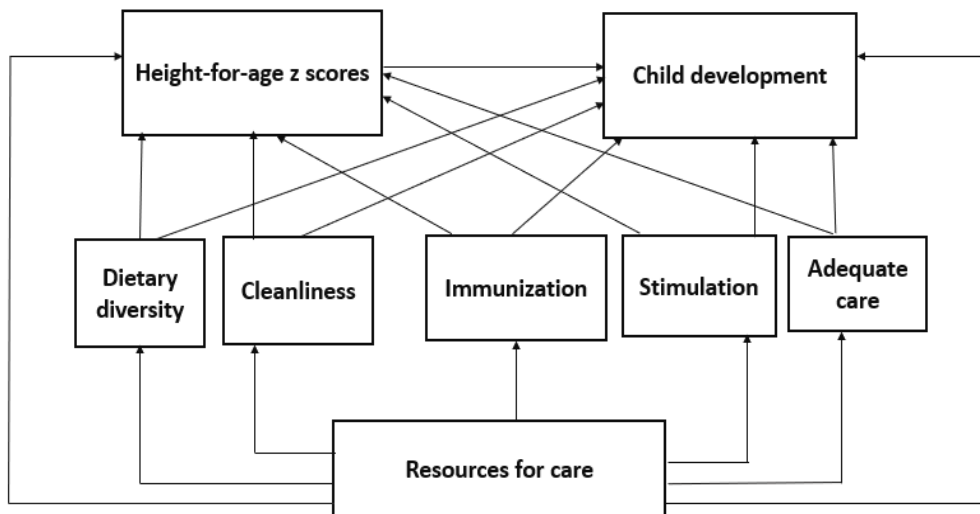 Height-for-age z scores
Child development
Dietary
diversity
Cleanliness
Immunization
Stimulation
Adequate
care
Resources for care